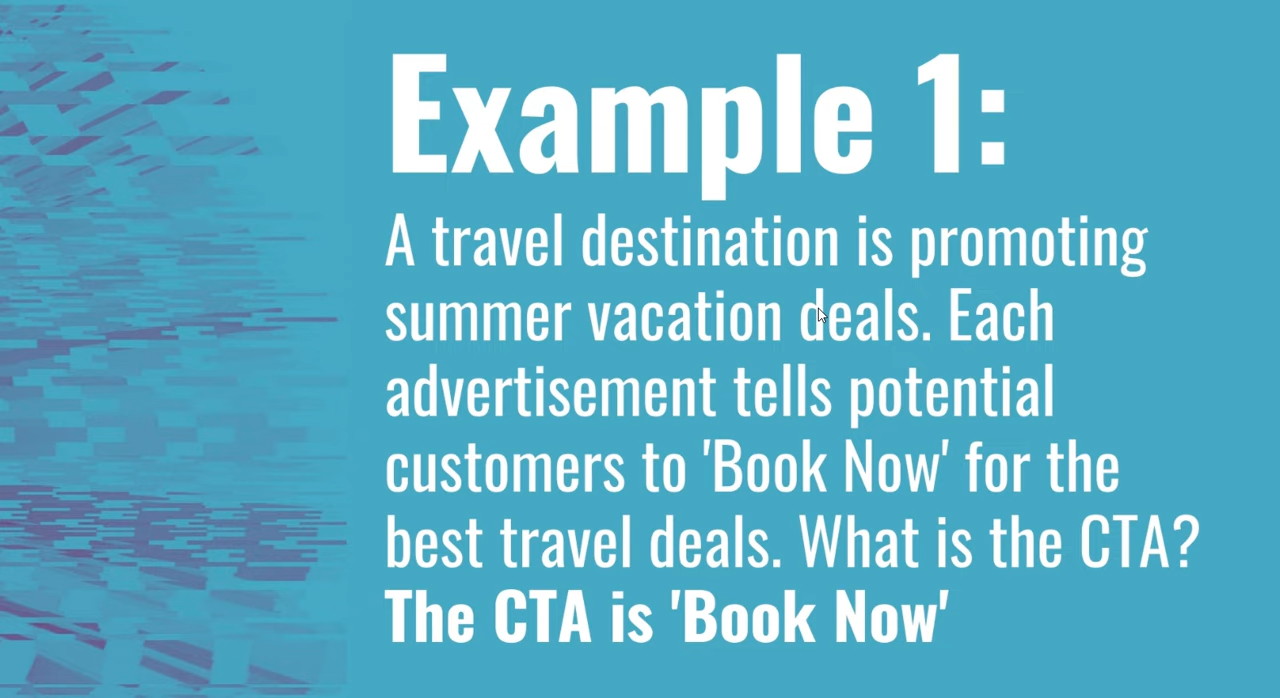 Example 1:
A travel destination is promoting
summer vacation deals. Each
advertisement tells potential
customers to 'Book Now' for the
best travel deals. What is the CTA?
The CTA is 'Book Now'